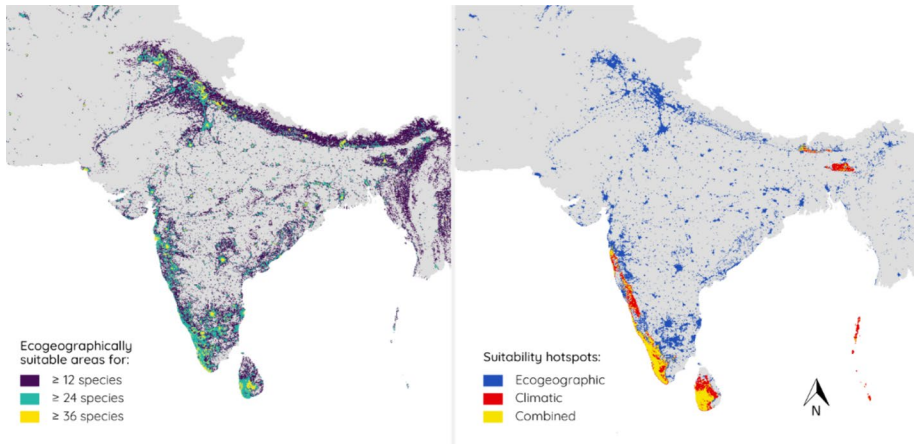 Ecogeographically
suitable areas for:
≥ 12 species
≥ 24 species
≥ 36 species
Suitability hotspots:
Ecogeographic
Climatic
Combined
N